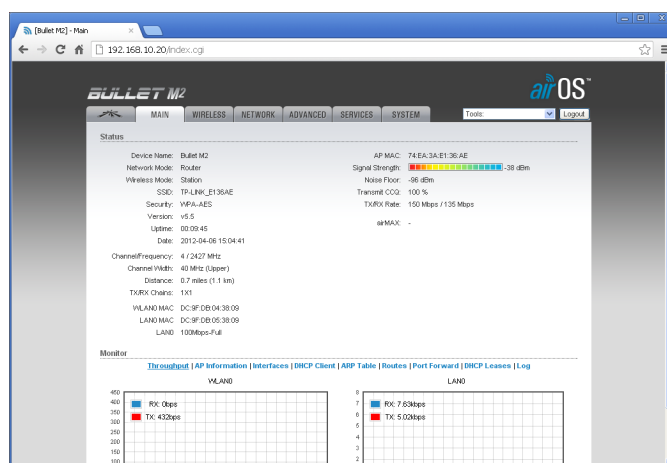 [Bullet M2] - Main
192.168.10.20/index.cgi
BULLET M2
airOS™
MAIN WIRELESS NETWORK ADVANCED SERVICES SYSTEM Tools: Logout
Status
Device Name: Bullet M2
Network Mode: Router
Wireless Mode: Station
SSID: TP-LINK_E136AE
Security: WPA-AES
Version: v5.5
Uptime: 00:09:45
Date: 2012-04-06 15:04:41
Channel/Frequency: 4 / 2427 MHz
Channel Width: 40 MHz (Upper)
Distance: 0.7 miles (1.1 km)
TX/RX Chains: 1X1
WLAN0 MAC DC:9F:DB:04:38:09
LAN0 MAC DC:9F:DB:05:38:09
LAN0 100Mbps-Full
AP MAC: 74:EA:3A:E1:36:AE
Signal Strength: -38 dBm
Noise Floor: -96 dBm
Transmit CCQ: 100 %
TX/RX Rate: 150 Mbps / 135 Mbps
airMAX: -
Monitor
Throughput | AP Information | Interfaces | DHCP Client | ARP Table | Routes | Port Forward | DHCP Leases | Log
WLAN0
450
400
350
300
250
200
150
100
RX: 0bps
TX: 432bps
LAN0
8
7
6
5
4
3
2
RX: 7.63kbps
TX: 5.02kbps